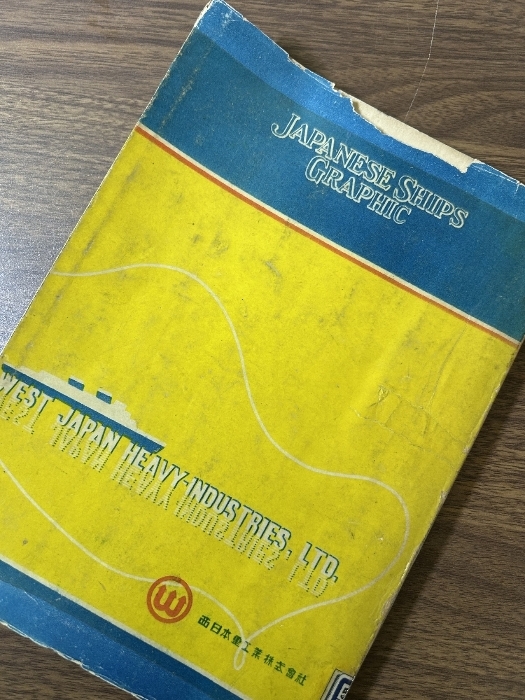 JAPANESE SHIPS
GRAPHIC
WEST JAPAN HEAVY-INDUSTRIES, LTD.
W
西日本重工業株式會社